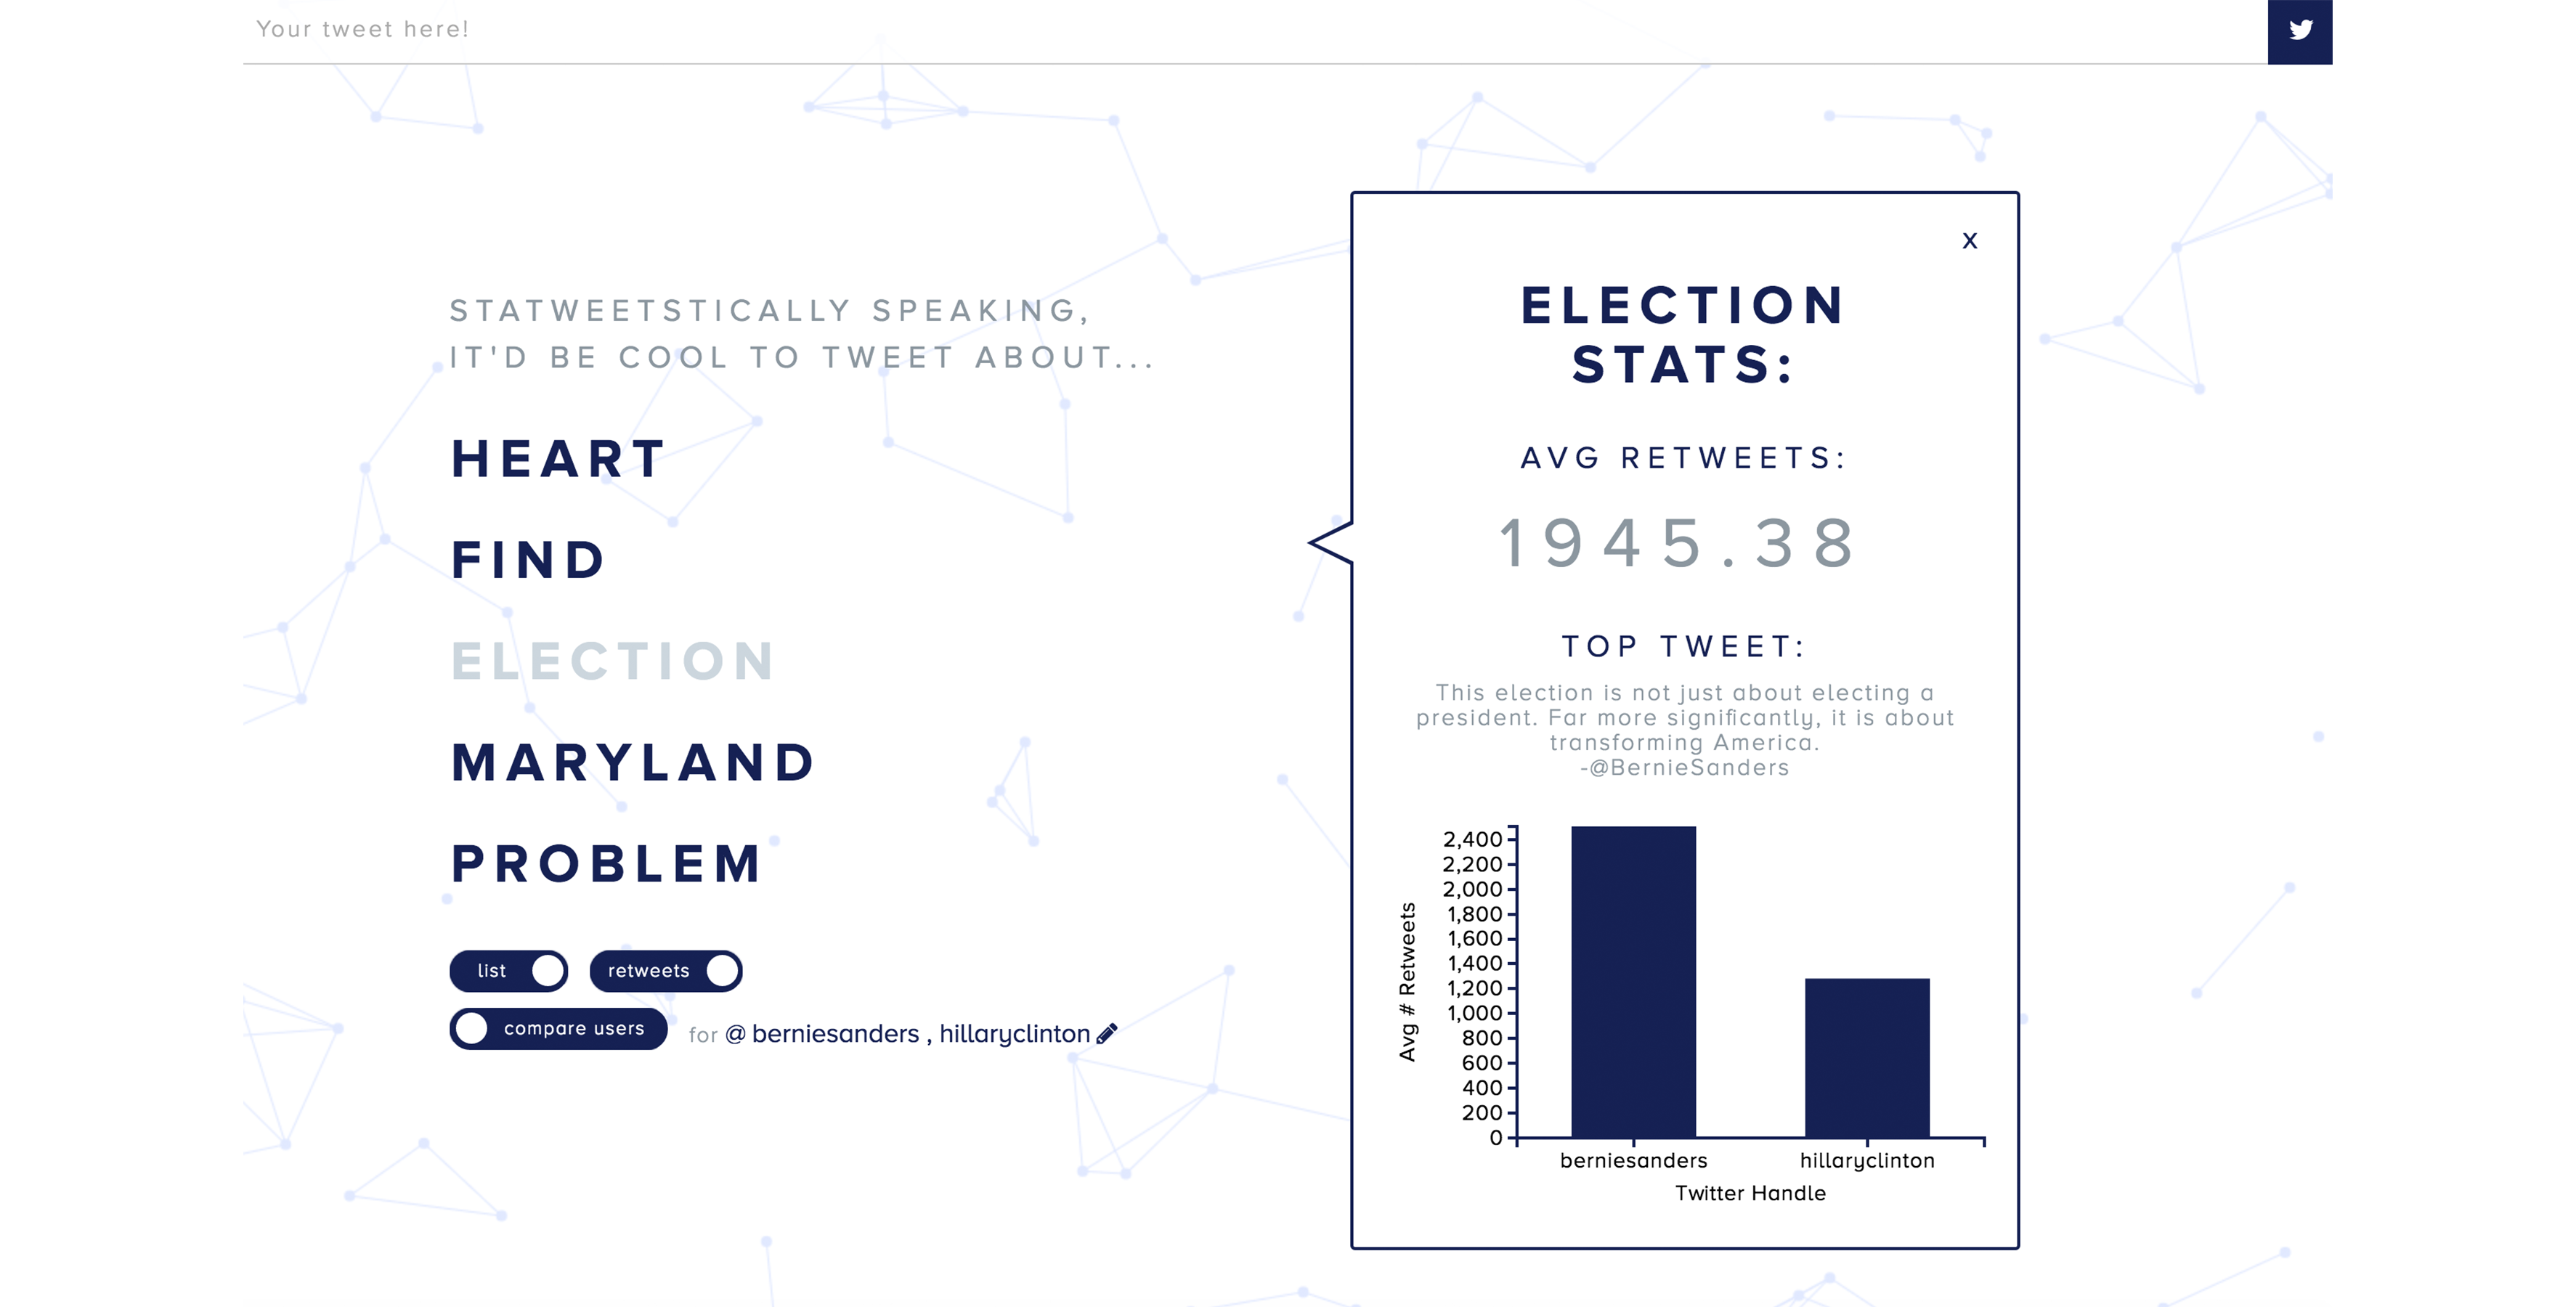 Your tweet here!
STATWEETSTICALLY SPEAKING,
IT'D BE COOL TO TWEET ABOUT...
HEART
FIND
ELECTION
MARYLAND
PROBLEM
list
retweets
compare users
for @ berniesanders , hillaryclinton
x
ELECTION
STATS:
AVG RETWEETS:
1945.38
TOP TWEET:
This election is not just about electing a
president. Far more significantly, it is about
transforming America.
-@BernieSanders
Avg # Retweets
2,400
2,200
2,000
1,800
1,600
1,400
1,200
1,000
800
600
400
200
0
berniesanders
hillaryclinton
Twitter Handle